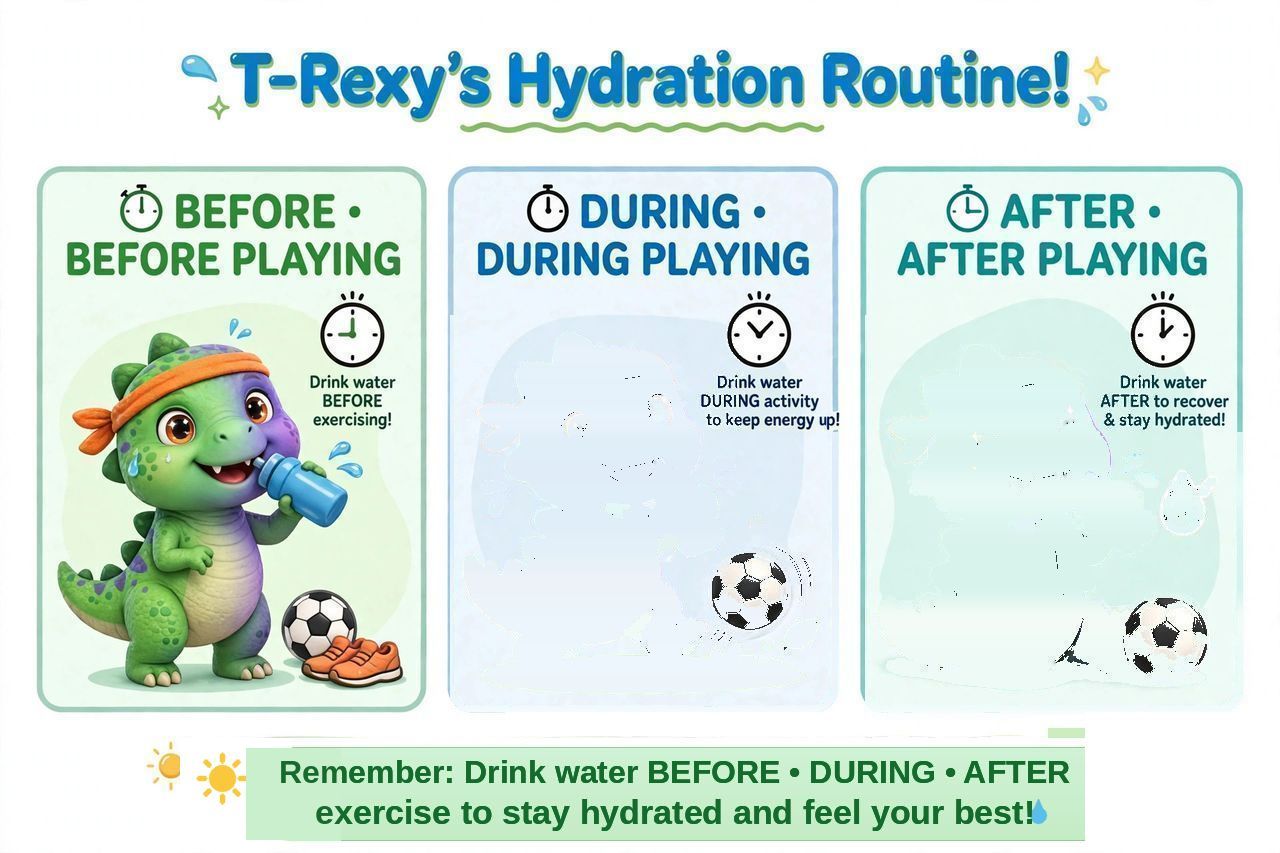 T-Rexy’s Hydration Routine!
BEFORE •
BEFORE PLAYING
Drink water
BEFORE
exercising!
DURING •
DURING PLAYING
Drink water
DURING activity
to keep energy up!
AFTER •
AFTER PLAYING
Drink water
AFTER to recover
& stay hydrated!
Remember: Drink water BEFORE • DURING • AFTER
exercise to stay hydrated and feel your best!